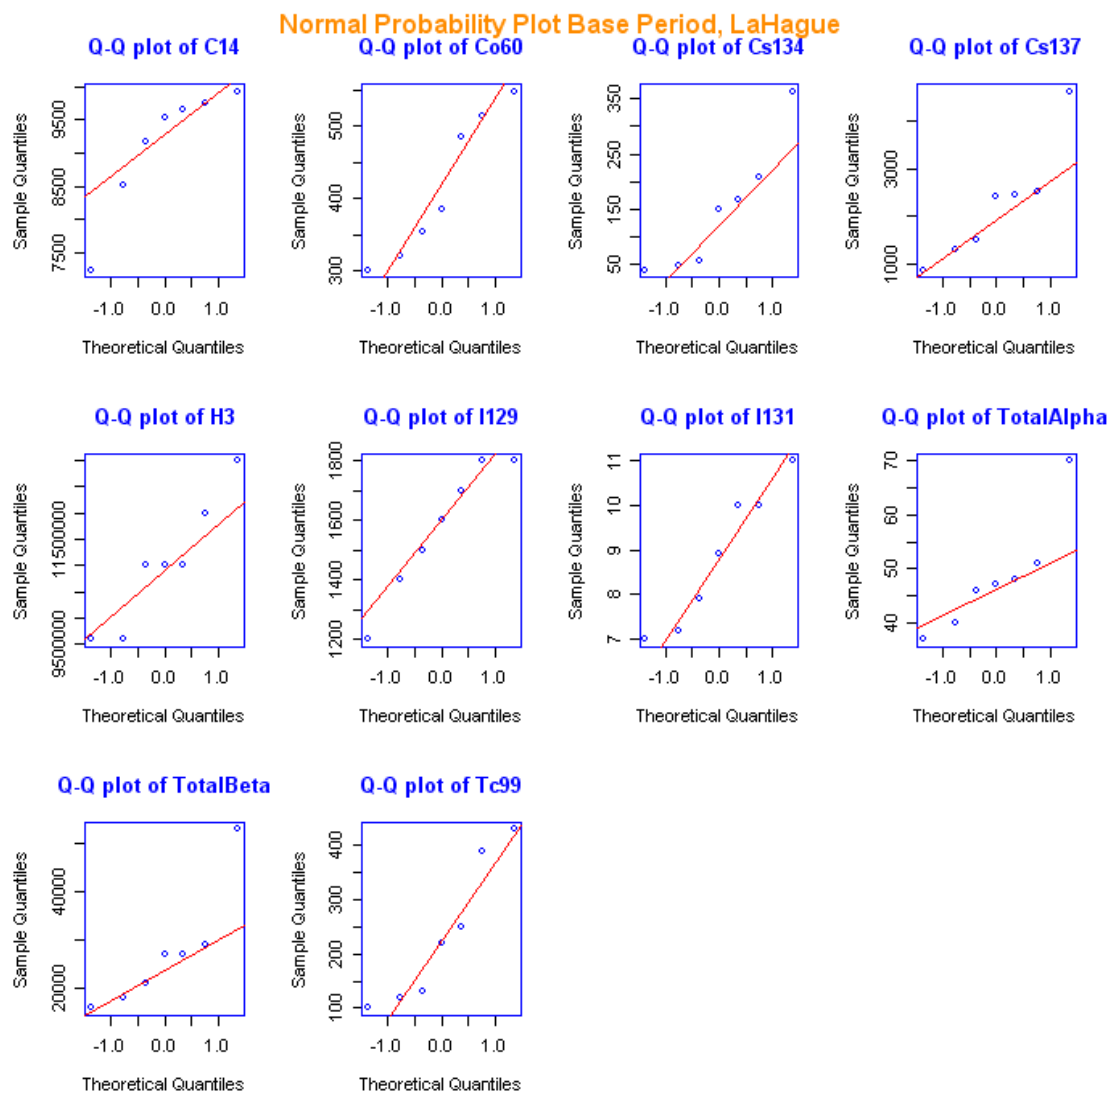 Normal Probability Plot Base Period, LaHague
Q-Q plot of C14
Sample Quantiles
7500 8500 9500
-1.0 0.0 1.0
Theoretical Quantiles
Q-Q plot of Co60
Sample Quantiles
300 400 500
-1.0 0.0 1.0
Theoretical Quantiles
Q-Q plot of Cs134
Sample Quantiles
50 150 250 350
-1.0 0.0 1.0
Theoretical Quantiles
Q-Q plot of Cs137
Sample Quantiles
1000 3000
-1.0 0.0 1.0
Theoretical Quantiles
Q-Q plot of H3
Sample Quantiles
9500000 11500000
-1.0 0.0 1.0
Theoretical Quantiles
Q-Q plot of I129
Sample Quantiles
1200 1400 1600 1800
-1.0 0.0 1.0
Theoretical Quantiles
Q-Q plot of I131
Sample Quantiles
7 8 9 10 11
-1.0 0.0 1.0
Theoretical Quantiles
Q-Q plot of TotalAlpha
Sample Quantiles
40 50 60 70
-1.0 0.0 1.0
Theoretical Quantiles
Q-Q plot of TotalBeta
Sample Quantiles
20000 40000
-1.0 0.0 1.0
Theoretical Quantiles
Q-Q plot of Tc99
Sample Quantiles
100 200 300 400
-1.0 0.0 1.0
Theoretical Quantiles